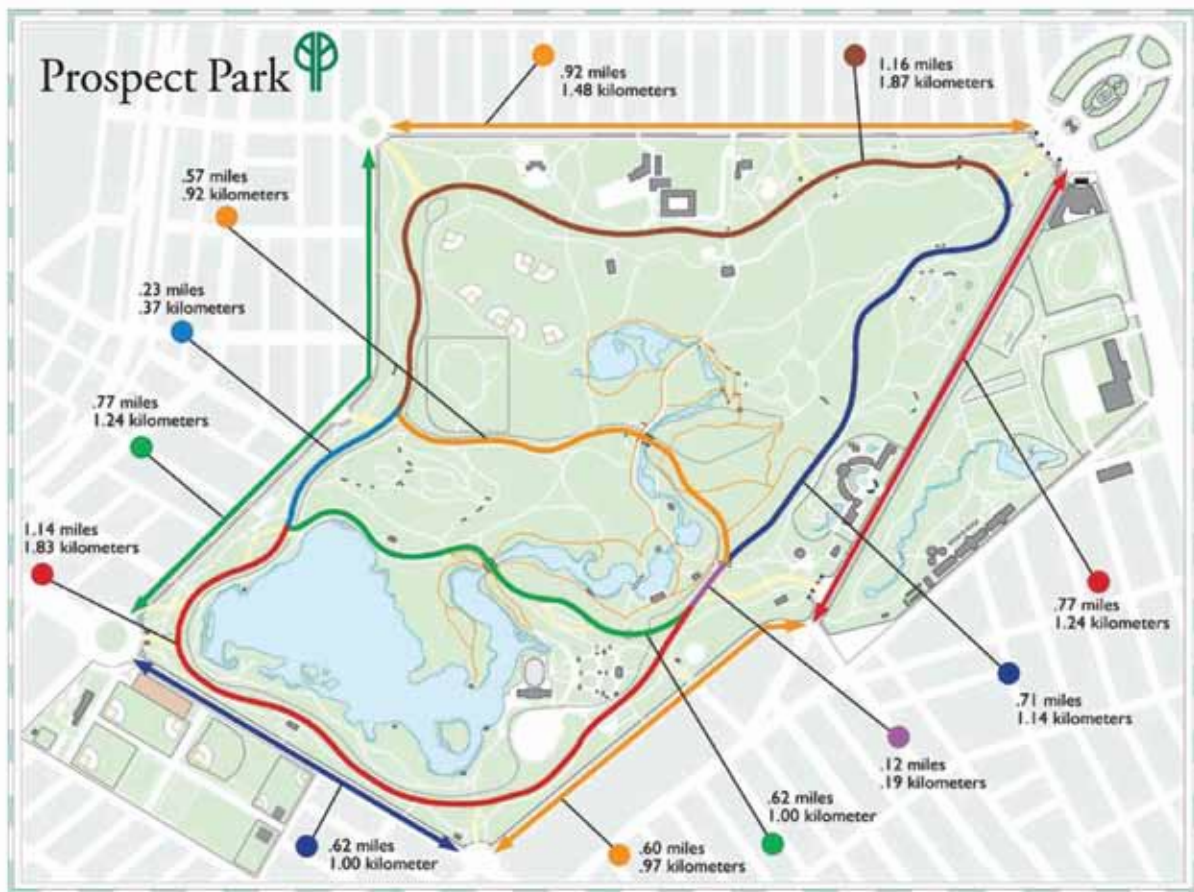 Prospect Park
.92 miles
1.48 kilometers
1.16 miles
1.87 kilometers
.57 miles
.92 kilometers
.23 miles
.37 kilometers
.77 miles
1.24 kilometers
1.14 miles
1.83 kilometers
.77 miles
1.24 kilometers
.71 miles
1.14 kilometers
.12 miles
.19 kilometers
.62 miles
1.00 kilometer
.62 miles
1.00 kilometer
.60 miles
.97 kilometers